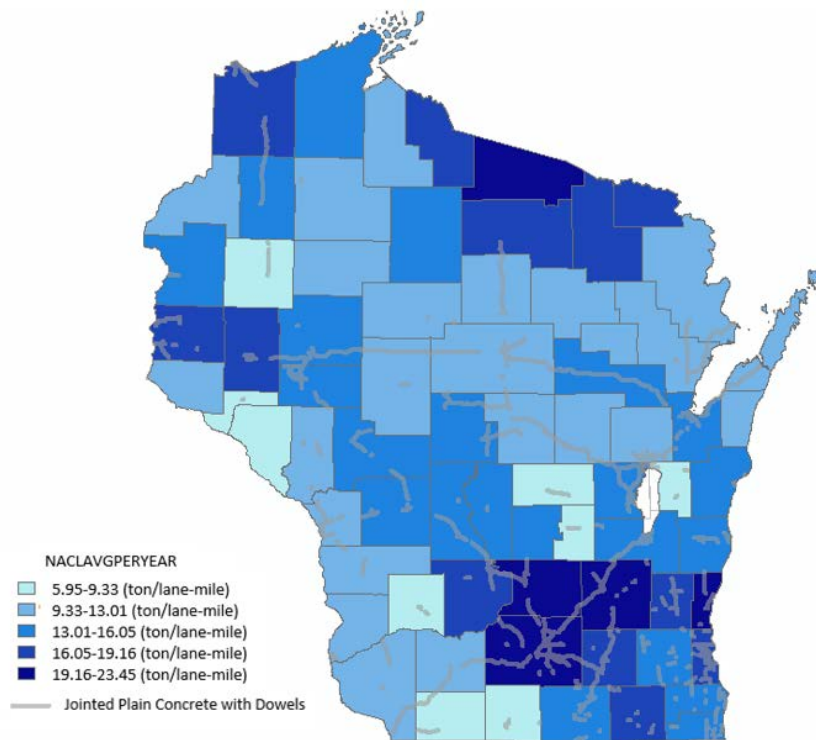 NACLAVGPERYEAR
5.95-9.33 (ton/lane-mile)
9.33-13.01 (ton/lane-mile)
13.01-16.05 (ton/lane-mile)
16.05-19.16 (ton/lane-mile)
19.16-23.45 (ton/lane-mile)
Jointed Plain Concrete with Dowels